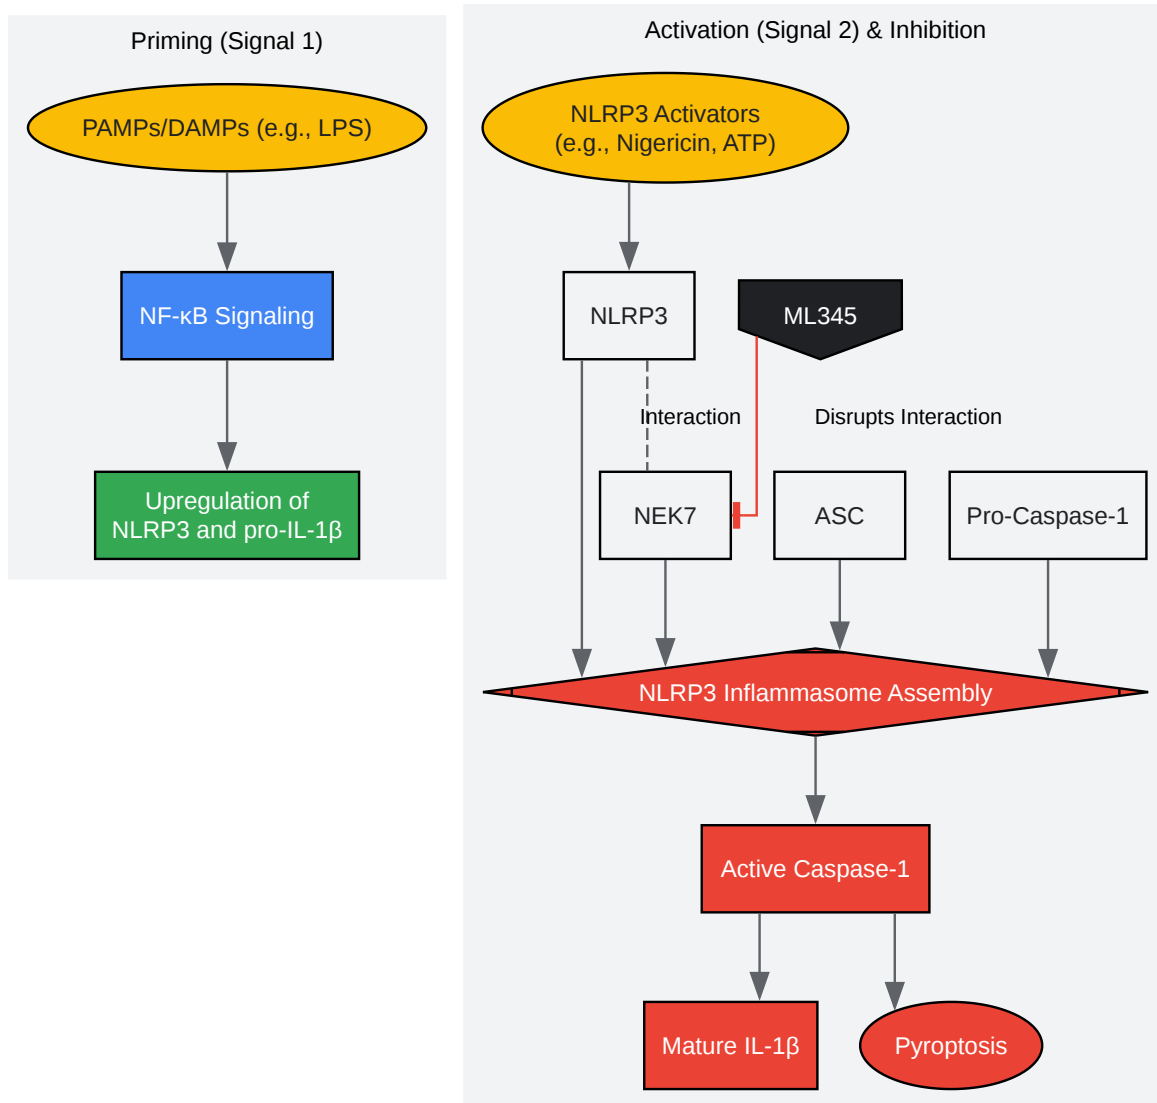 Priming (Signal 1)
PAMPs/DAMPs (e.g., LPS)
NF-κB Signaling
Upregulation of
NLRP3 and pro-IL-1β
Activation (Signal 2) & Inhibition
NLRP3 Activators
(e.g., Nigericin, ATP)
NLRP3
ML345
Interaction
Disrupts Interaction
NEK7
ASC
Pro-Caspase-1
NLRP3 Inflammasome Assembly
Active Caspase-1
Mature IL-1β
Pyroptosis